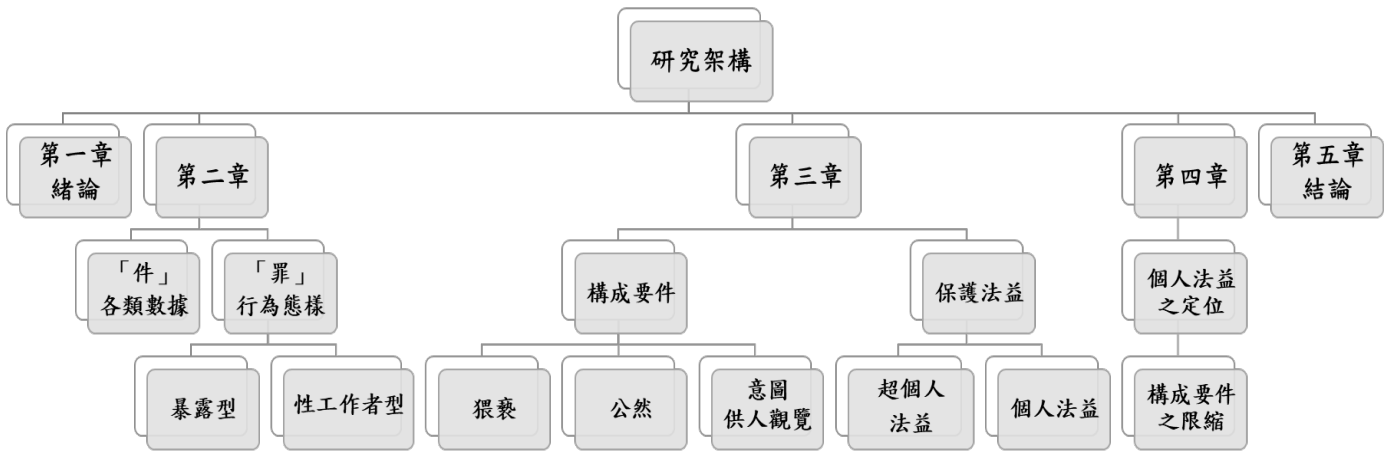 研究架構
第一章
緒論
第二章
第三章
第四章
第五章
結論
「件」
各類數據
「罪」
行為態樣
構成要件
保護法益
個人法益
之定位
暴露型
性工作者型
猥褻
公然
意圖
供人觀覽
超個人
法益
個人法益
構成要件
之限縮